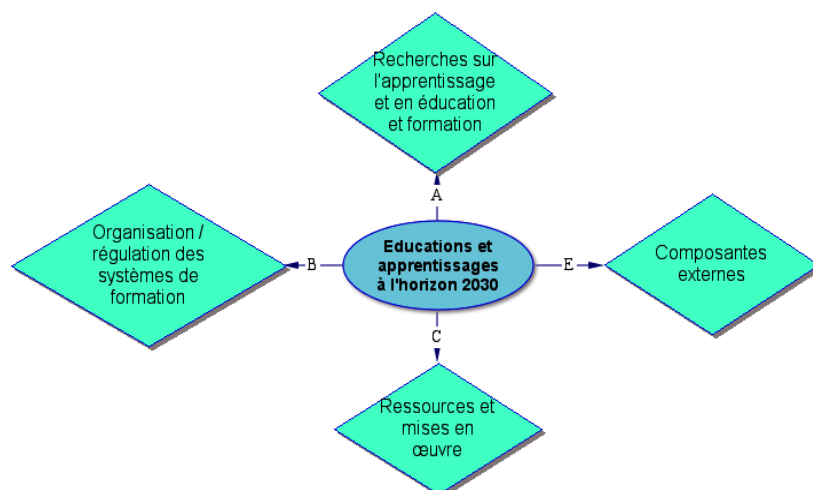 Recherches sur
l'apprentissage
et en éducation
et formation
A
Organisation /
régulation des
systèmes de
formation
B
Educations et
apprentissages
à l'horizon 2030
E
Composantes
externes
C
Ressources et
mises en
œuvre